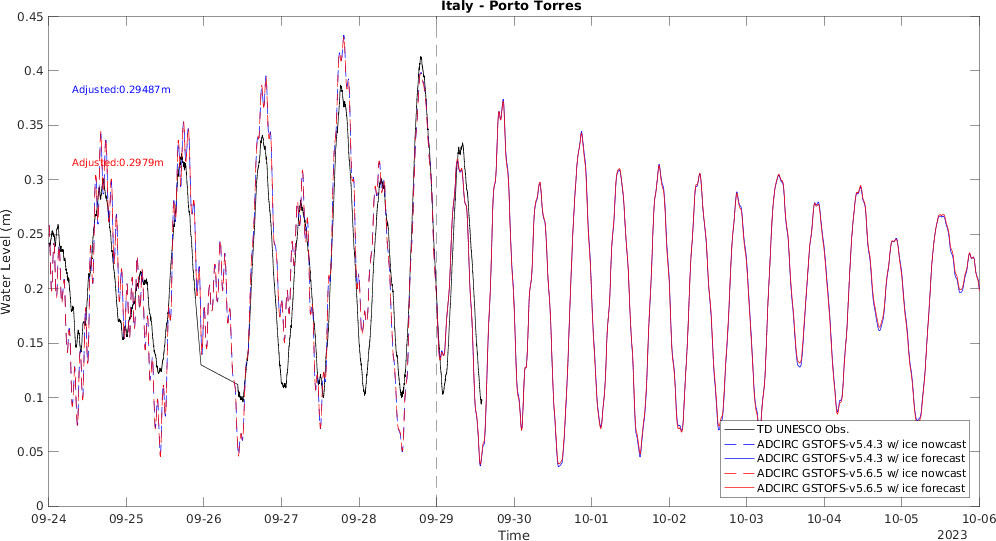 Italy - Porto Torres
0.45
0.4
0.35
0.3
0.25
0.2
0.15
0.1
0.05
0
Water Level (m)
Adjusted:0.29487m
Adjusted:0.2979m
TD UNESCO Obs.
ADCIRC GSTOFS-v5.4.3 w/ ice nowcast
ADCIRC GSTOFS-v5.4.3 w/ ice forecast
ADCIRC GSTOFS-v5.6.5 w/ ice nowcast
ADCIRC GSTOFS-v5.6.5 w/ ice forecast
09-24 09-25 09-26 09-27 09-28 09-29 09-30 10-01 10-02 10-03 10-04 10-05 10-06
Time
2023